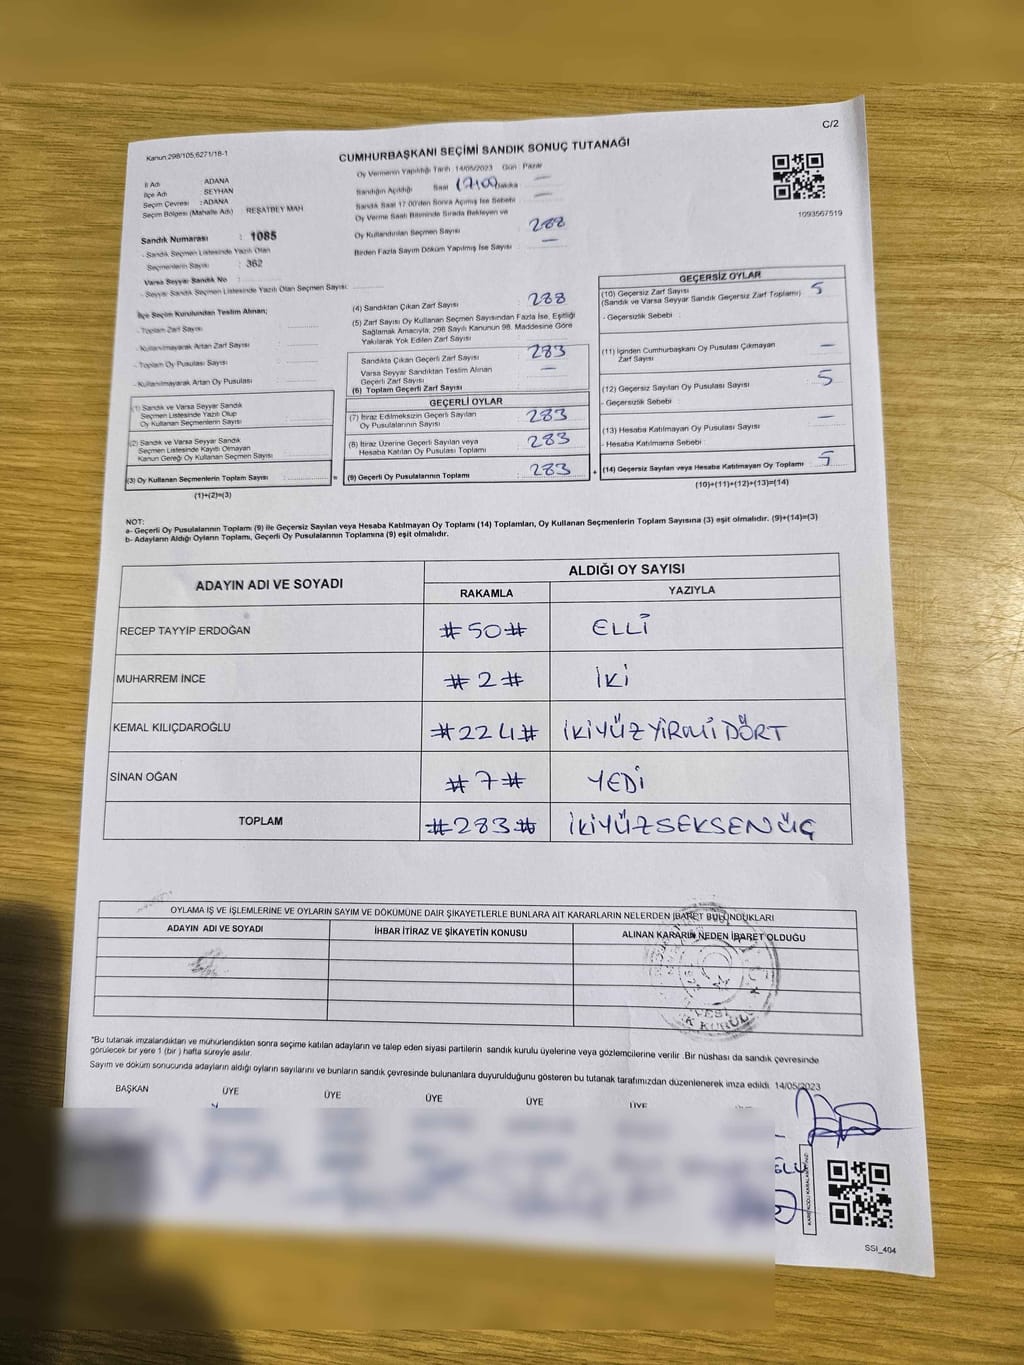 C/2
Kanun.298/105;6271/18-1
CUMHURBAŞKANI SEÇİMİ SANDIK SONUÇ TUTANAĞI
İl Adı : ADANA
İlçe Adı : SEYHAN
Seçim Çevresi : ADANA
Seçim Bölgesi (Mahalle Adı) REŞATBEY MAH.
Sandık Numarası : 1085
- Sandık Seçmen Listesinde Yazılı Olan
Seçmenlerin Sayısı : 362
Varsa Seyyar Sandık No :
- Seyyar Sandık Seçmen Listesinde Yazılı Olan Seçmen Sayısı:
İlçe Seçim Kurulundan Teslim Alınan;
- Toplam Zarf Sayısı
- Kullanılmayarak Artan Zarf Sayısı
- Toplam Oy Pusulası Sayısı
- Kullanılmayarak Artan Oy Pusulası
(1) Sandık ve Varsa Seyyar Sandık
Seçmen Listesinde Yazılı Olup
Oy Kullanan Seçmenlerin Sayısı
(2) Sandık ve Varsa Seyyar Sandık
Seçmen Listesinde Kayıtlı Olmayan
Kanun Gereği Oy Kullanan Seçmen Sayısı
(3) Oy Kullanan Seçmenlerin Toplam Sayısı :
(1)+(2)=(3)
Oy Vermenin Yapıldığı Tarih : 14/05/2023 Gün : Pazar
Sandığın Açıldığı Saat 17:00 Dakika —
Sandık Saat 17.00'den Sonra Açılmış İse Sebebi —
Oy Verme Saati Bitiminde Sırada Bekleyen ve
Oy Kullandırılan Seçmen Sayısı 288
Birden Fazla Sayım Döküm Yapılmış İse Sayısı —
(4) Sandıktan Çıkan Zarf Sayısı 288
(5) Zarf Sayısı Oy Kullanan Seçmen Sayısından Fazla İse, Eşitliği
Sağlamak Amacıyla, 298 Sayılı Kanunun 98. Maddesine Göre
Yakılarak Yok Edilen Zarf Sayısı
Sandıkta Çıkan Geçerli Zarf Sayısı 283
Varsa Seyyar Sandıktan Teslim Alınan
Geçerli Zarf Sayısı —
(6) Toplam Geçerli Zarf Sayısı
GEÇERLİ OYLAR
(7) İtiraz Edilmeksizin Geçerli Sayılan
Oy Pusulalarının Sayısı : 283
(8) İtiraz Üzerine Geçerli Sayılan veya
Hesaba Katılan Oy Pusulası Toplamı : 283
= (9) Geçerli Oy Pusulalarının Toplamı : 283 +
1093567519
GEÇERSİZ OYLAR
(10) Geçersiz Zarf Sayısı
(Sandık ve Varsa Seyyar Sandık Geçersiz Zarf Toplamı) 5
- Geçersizlik Sebebi :
(11) İçinden Cumhurbaşkanı Oy Pusulası Çıkmayan
Zarf Sayısı —
(12) Geçersiz Sayılan Oy Pusulası Sayısı 5
- Geçersizlik Sebebi :
(13) Hesaba Katılmayan Oy Pusulası Sayısı —
- Hesaba Katılmama Sebebi :
(14) Geçersiz Sayılan veya Hesaba Katılmayan Oy Toplamı : 5
(10)+(11)+(12)+(13)=(14)
NOT:
a- Geçerli Oy Pusulalarının Toplamı (9) ile Geçersiz Sayılan veya Hesaba Katılmayan Oy Toplamı (14) Toplamları, Oy Kullanan Seçmenlerin Toplam Sayısına (3) eşit olmalıdır. (9)+(14)=(3)
b- Adayların Aldığı Oyların Toplamı, Geçerli Oy Pusulalarının Toplamına (9) eşit olmalıdır.
ADAYIN ADI VE SOYADI
ALDIĞI OY SAYISI
RAKAMLA YAZIYLA
RECEP TAYYİP ERDOĞAN #50# ELLİ
MUHARREM İNCE #2# İKİ
KEMAL KILIÇDAROĞLU #224# İKİYÜZYİRMİDÖRT
SİNAN OĞAN #7# YEDİ
TOPLAM #283# İKİYÜZSEKSENÜÇ
OYLAMA İŞ VE İŞLEMLERİNE VE OYLARIN SAYIM VE DÖKÜMÜNE DAİR ŞİKAYETLERLE BUNLARA AİT KARARLARIN NELERDEN İBARET BULUNDUKLARI
ADAYIN ADI VE SOYADI İHBAR İTİRAZ VE ŞİKAYETİN KONUSU ALINAN KARARIN NEDEN İBARET OLDUĞU
*Bu tutanak imzalandıktan ve mühürlendikten sonra seçime katılan adayların ve talep eden siyasi partilerin sandık kurulu üyelerine veya gözlemcilerine verilir .Bir nüshası da sandık çevresinde
görülecek bir yere 1 (bir ) hafta süreyle asılır.
Sayım ve döküm sonucunda adayların aldığı oyların sayılarını ve bunların sandık çevresinde bulunanlara duyurulduğunu gösteren bu tutanak tarafımızdan düzenlenerek imza edildi. 14/05/2023
BAŞKAN ÜYE ÜYE ÜYE ÜYE ÜYE
SSI_404